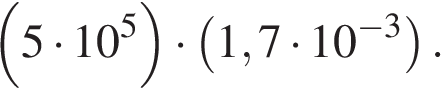 (5 · 10⁵) · (1,7 · 10⁻³).